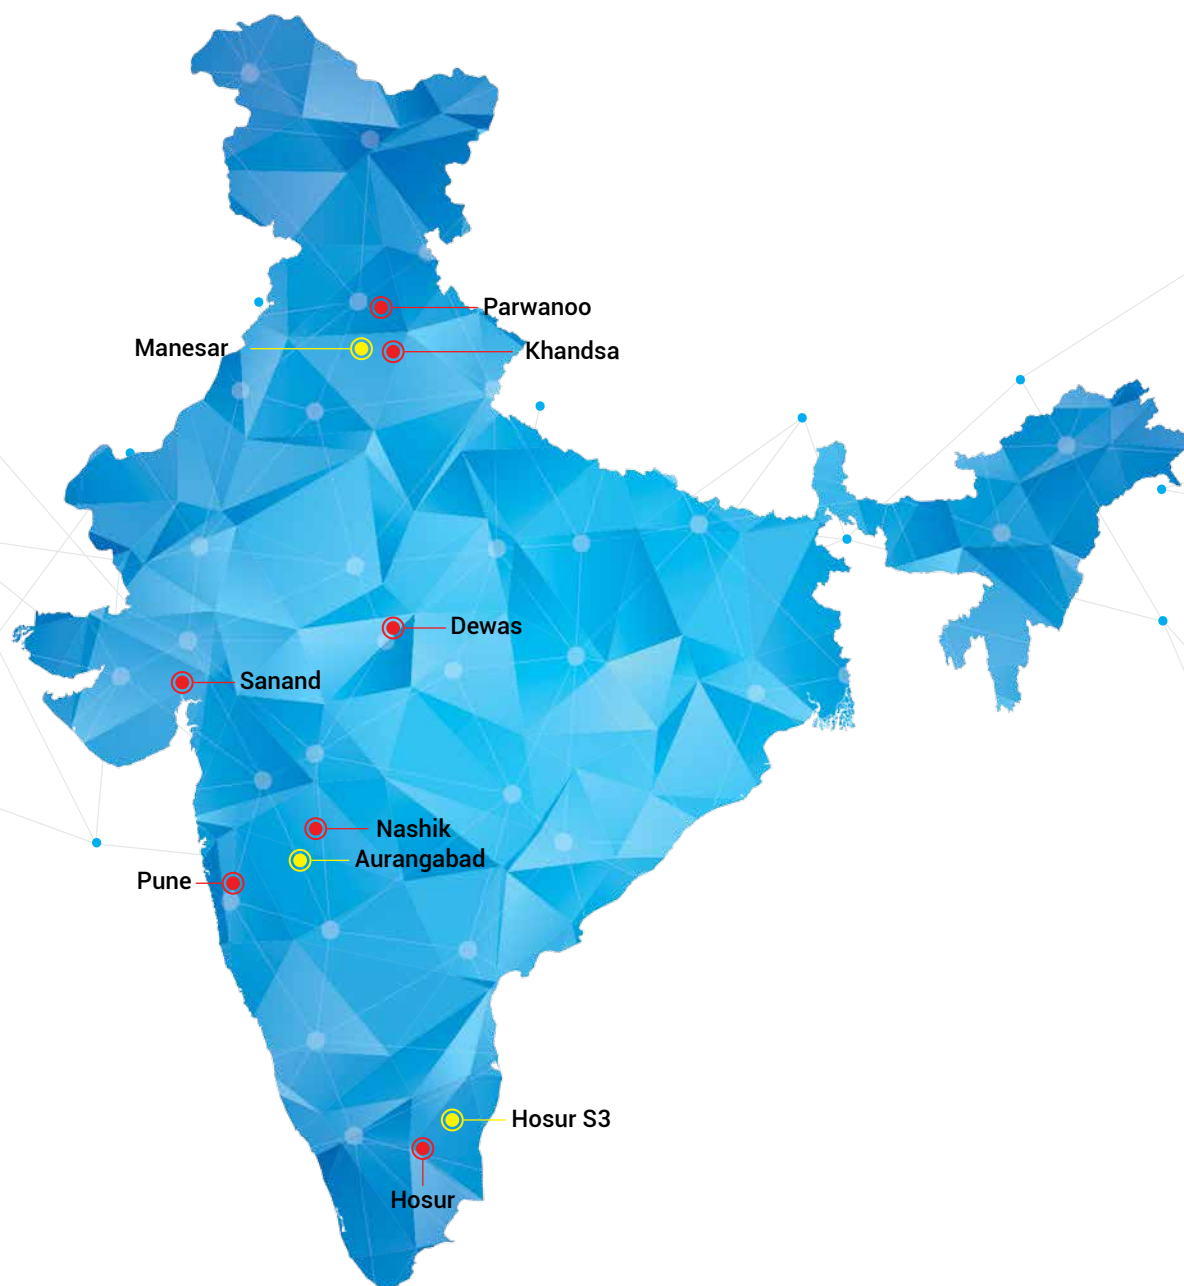 Parwanoo
Manesar
Khandsa
Dewas
Sanand
Nashik
Aurangabad
Pune
Hosur S3
Hosur